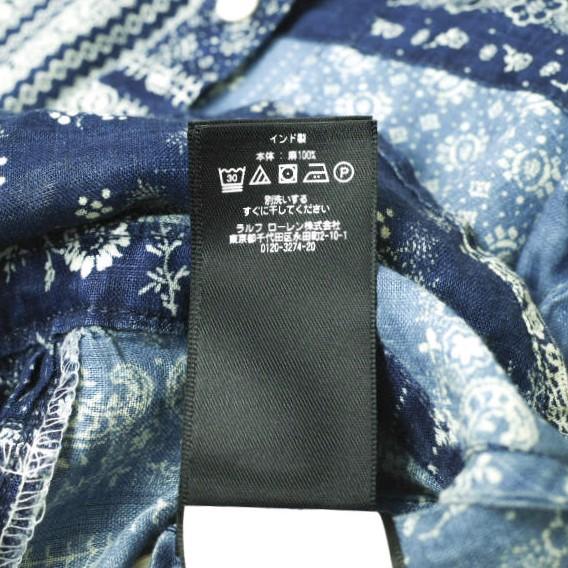 インド製
本体 : 麻100%
30 P
別洗いする
すぐに干してください
ラルフ ローレン株式会社
東京都千代田区永田町2-10-1
0120-3274-20